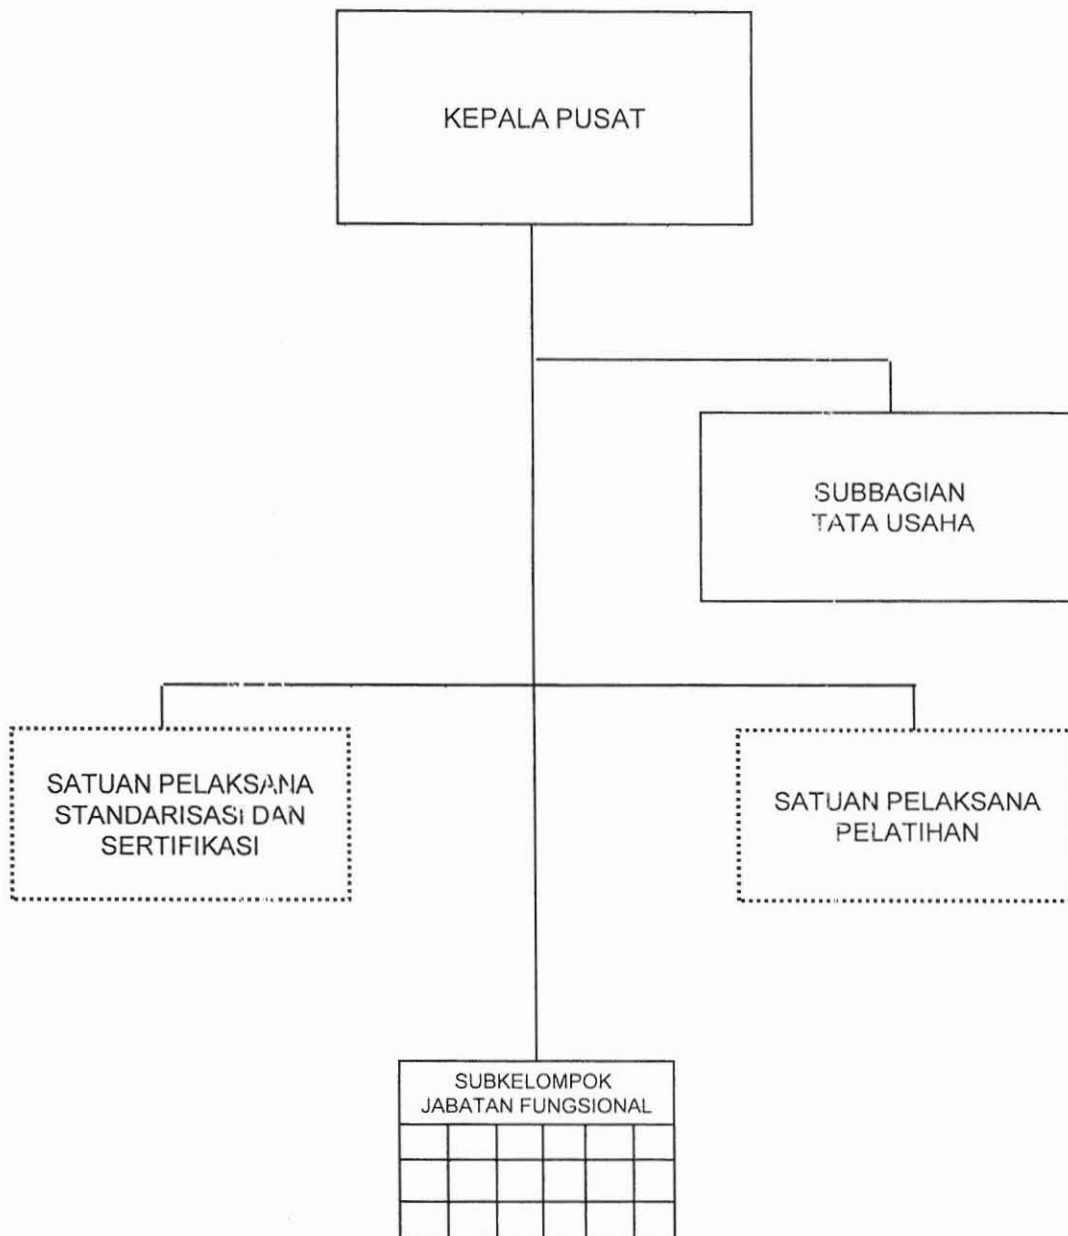 KEPALA PUSAT
SUBBAGIAN
TATA USAHA
SATUAN PELAKSANA
STANDARISASI DAN
SERTIFIKASI
SATUAN PELAKSANA
PELATIHAN
SUBKELOMPOK
JABATAN FUNGSIONAL